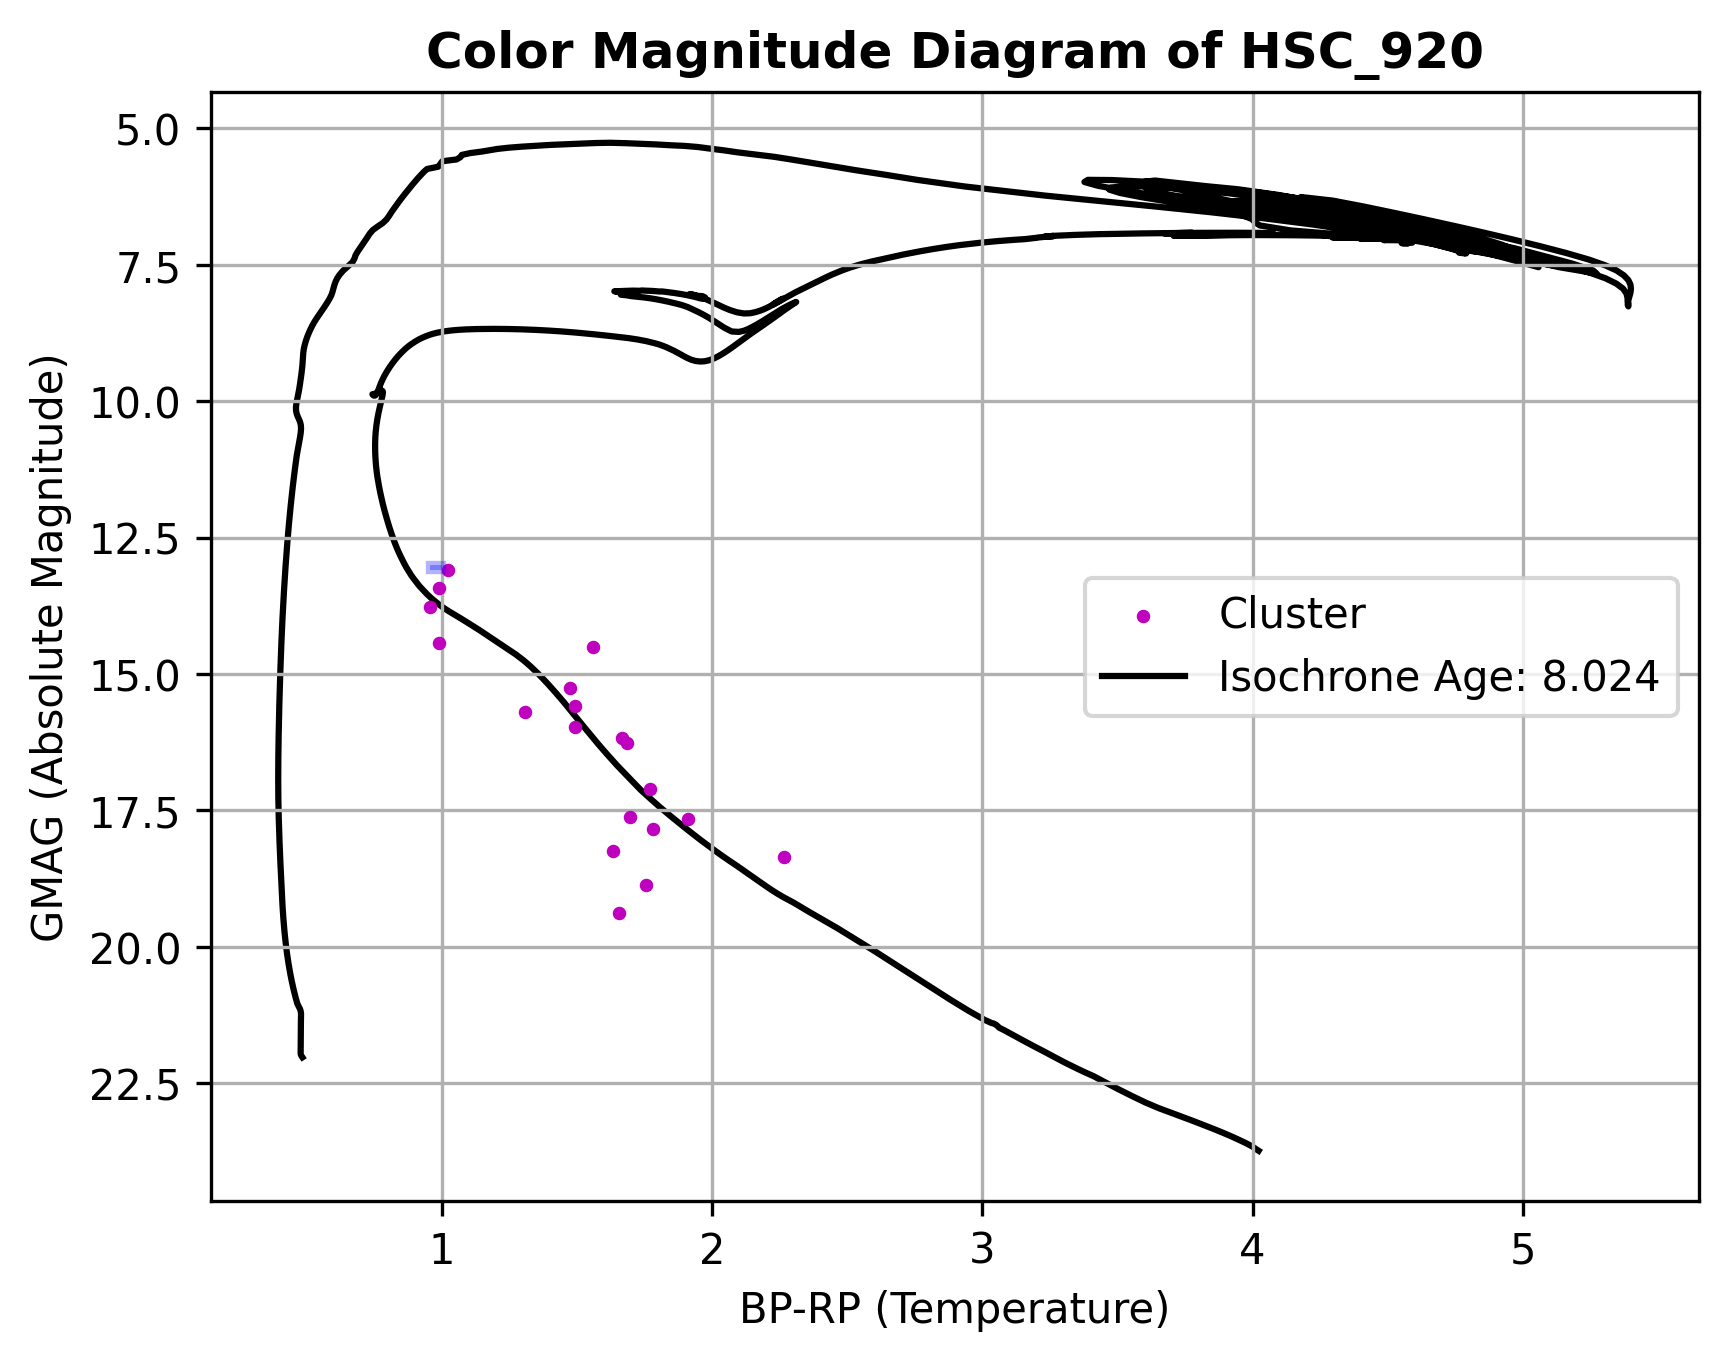 Color Magnitude Diagram of HSC_920
GMAG (Absolute Magnitude)
5.0
7.5
10.0
12.5
15.0
17.5
20.0
22.5
Cluster
Isochrone Age: 8.024
1 2 3 4 5
BP-RP (Temperature)